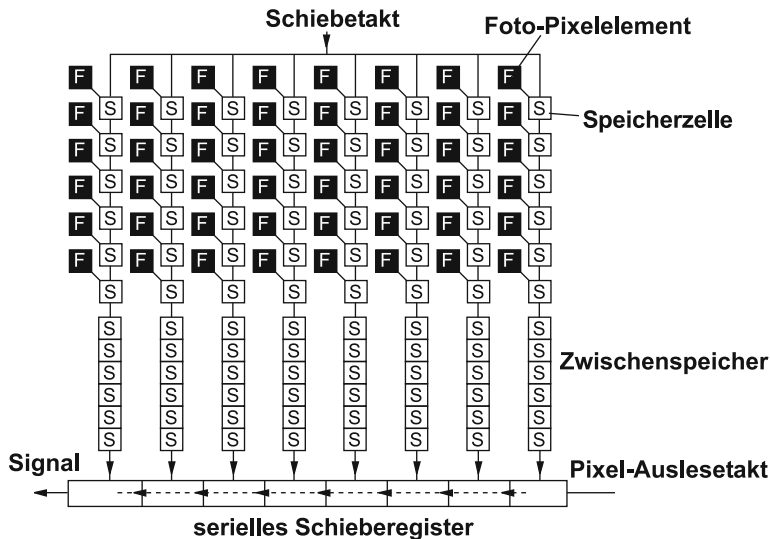 Schiebetakt
Foto-Pixelelement
F F F F F F F F
S S S S S S S S
Speicherzelle
F F F F F F F F
S S S S S S S S
F F F F F F F F
S S S S S S S S
F F F F F F F F
S S S S S S S S
F F F F F F F F
S S S S S S S S
F F F F F F F F
S S S S S S S S
S S S S S S S S
S S S S S S S S
Zwischenspeicher
S S S S S S S S
S S S S S S S S
S S S S S S S S
S S S S S S S S
Signal
Pixel-Auslesetakt
serielles Schieberegister